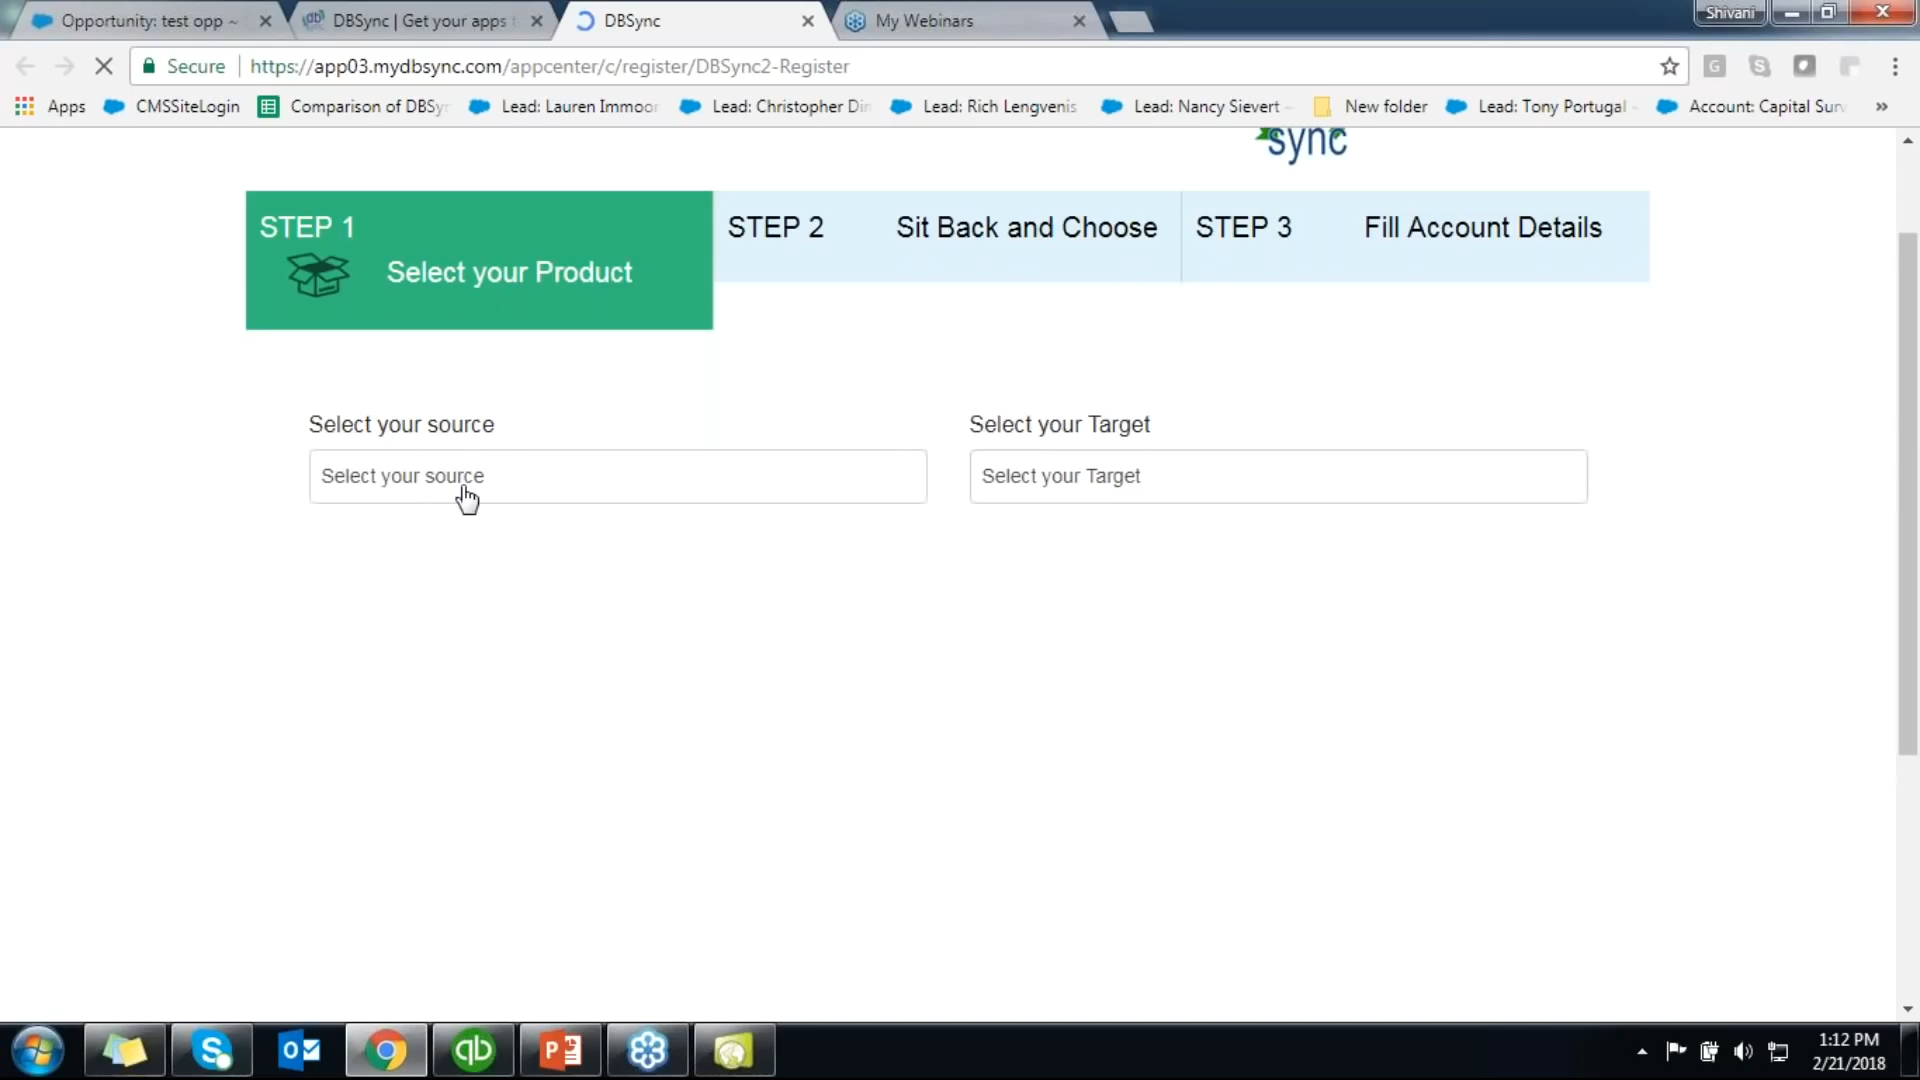 Opportunity: test opp ~
DBSync | Get your apps
DBSync
My Webinars
Shivani
Secure
https://app03.mydbsync.com/appcenter/c/register/DBSync2-Register
Apps
CMSSiteLogin
Comparison of DBSy
Lead: Lauren Immoor
Lead: Christopher Din
Lead: Rich Lengvenis
Lead: Nancy Sievert
New folder
Lead: Tony Portugal
Account: Capital Surv
»
sync
STEP 1
Select your Product
STEP 2 Sit Back and Choose
STEP 3 Fill Account Details
Select your source
Select your Target
Select your source
Select your Target
1:12 PM
2/21/2018